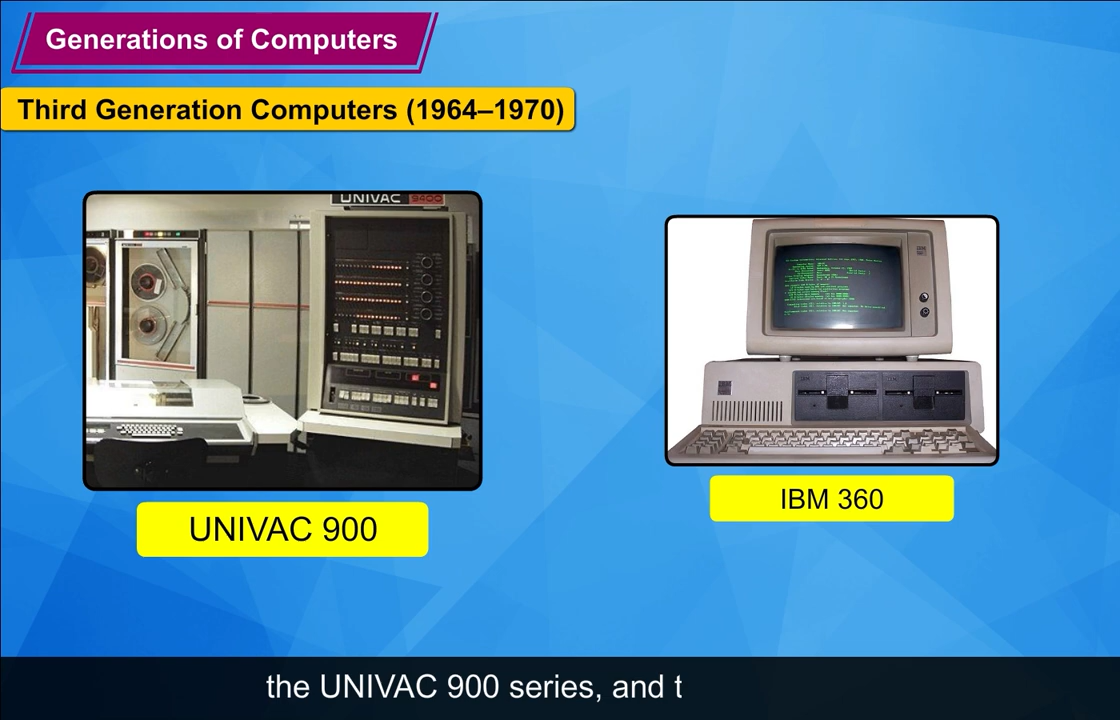 Generations of Computers
Third Generation Computers (1964–1970)
UNIVAC 9400
UNIVAC 900
IBM 360
the UNIVAC 900 series, and t